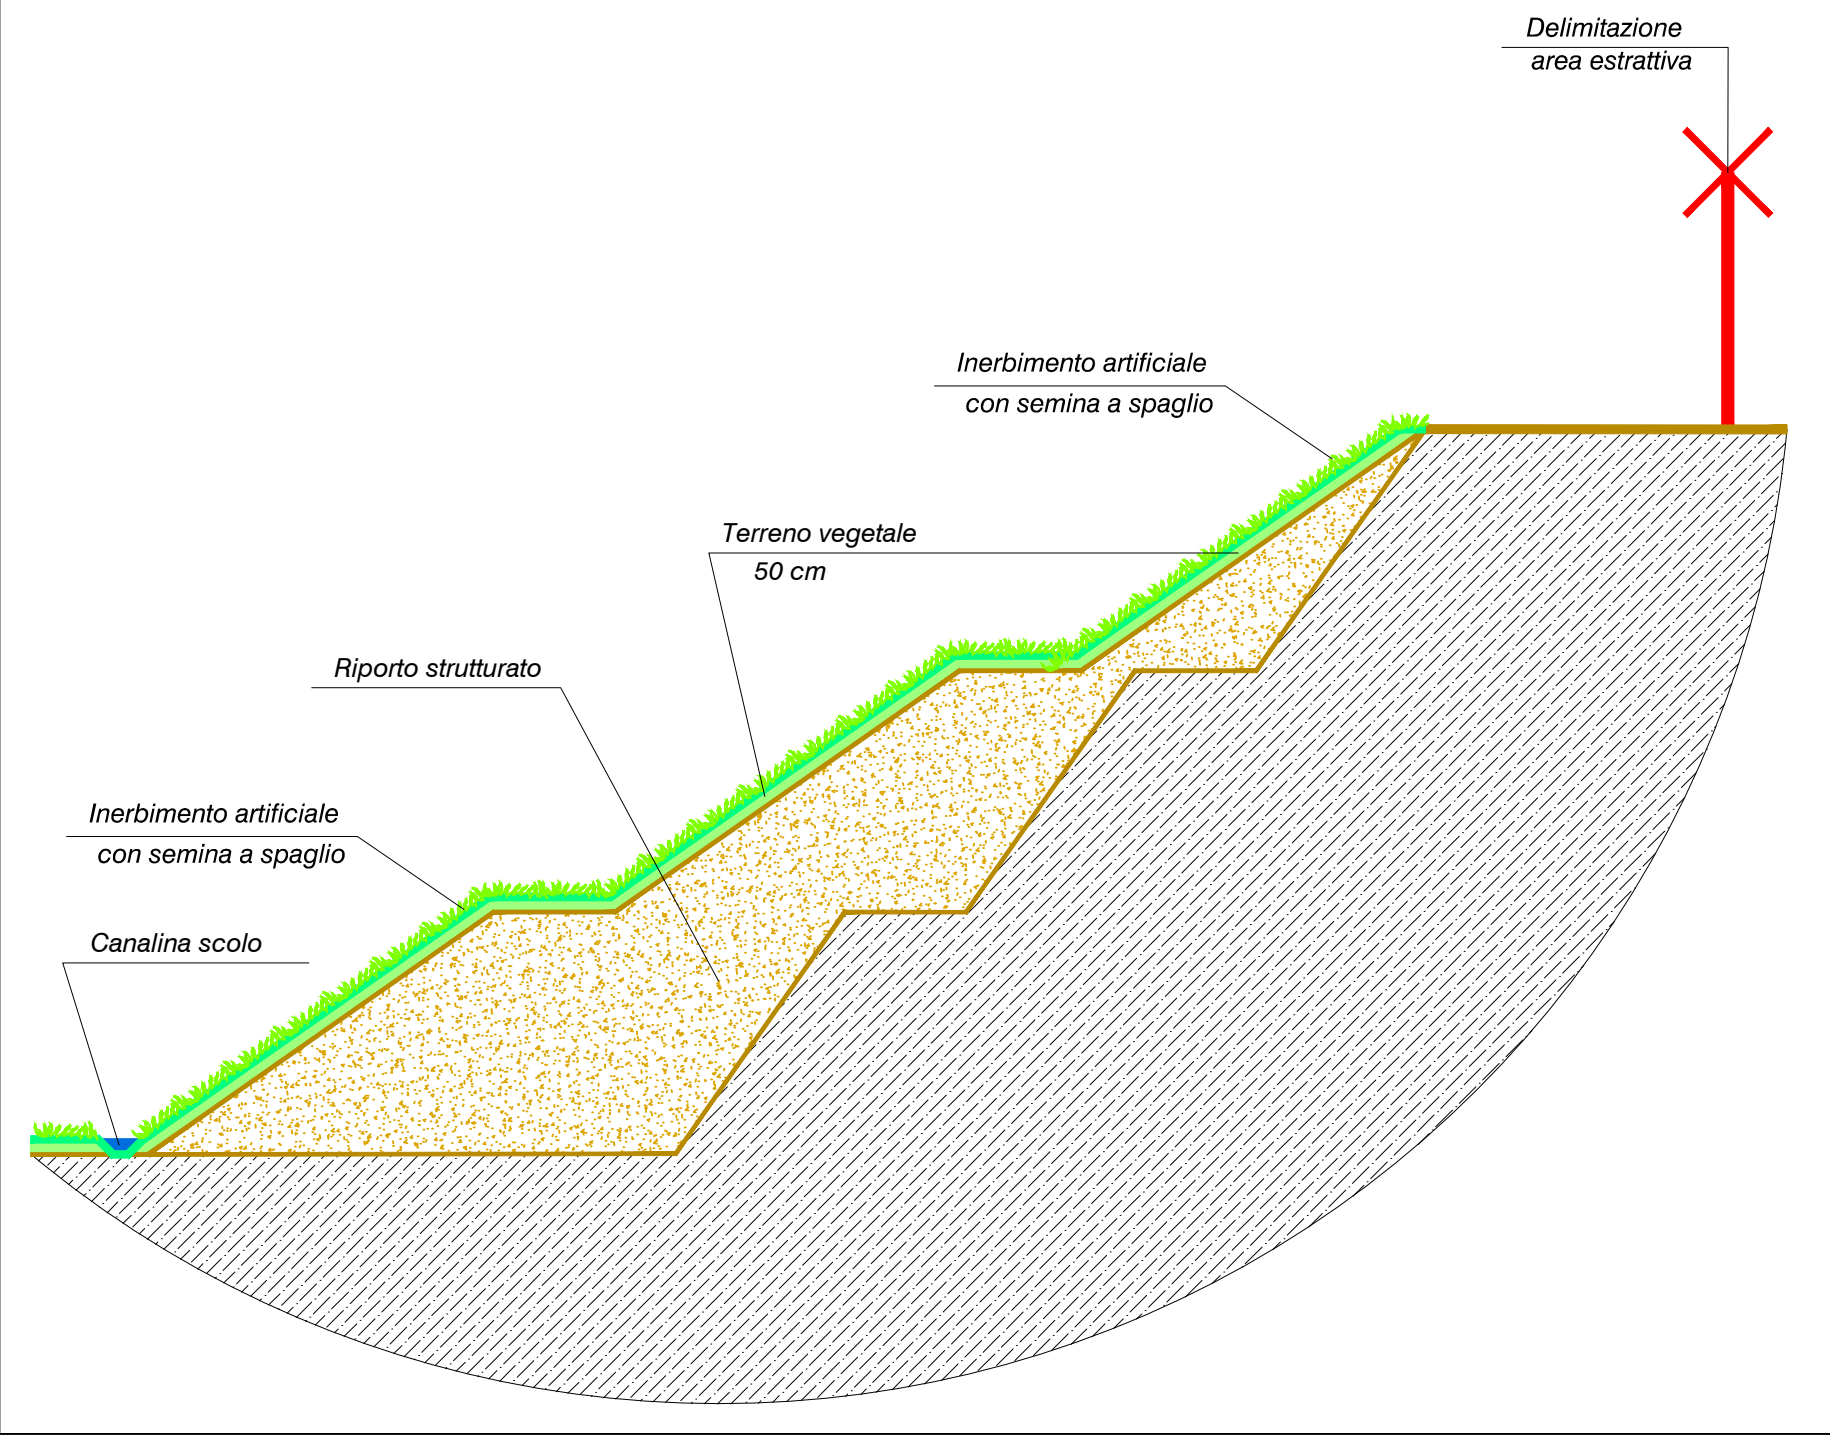 Delimitazione
area estrattiva
Inerbimento artificiale
con semina a spaglio
Terreno vegetale
50 cm
Riporto strutturato
Inerbimento artificiale
con semina a spaglio
Canalina scolo